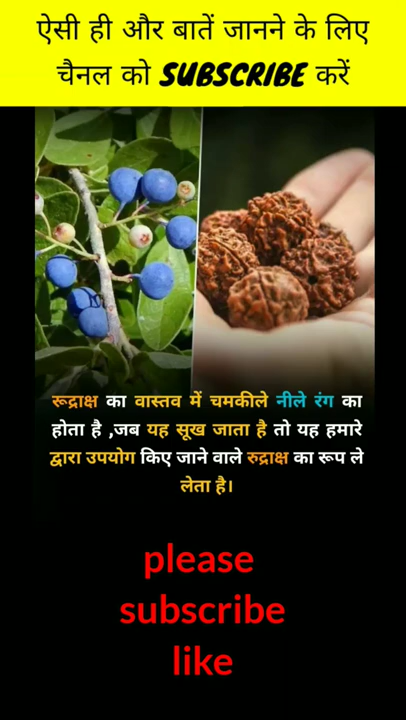 ऐसी ही और बातें जानने के लिए
चैनल को SUBSCRIBE करें
रूद्राक्ष का वास्तव में चमकीले नीले रंग का
होता है ,जब यह सूख जाता है तो यह हमारे
द्वारा उपयोग किए जाने वाले रुद्राक्ष का रूप ले
लेता है।
please
subscribe
like